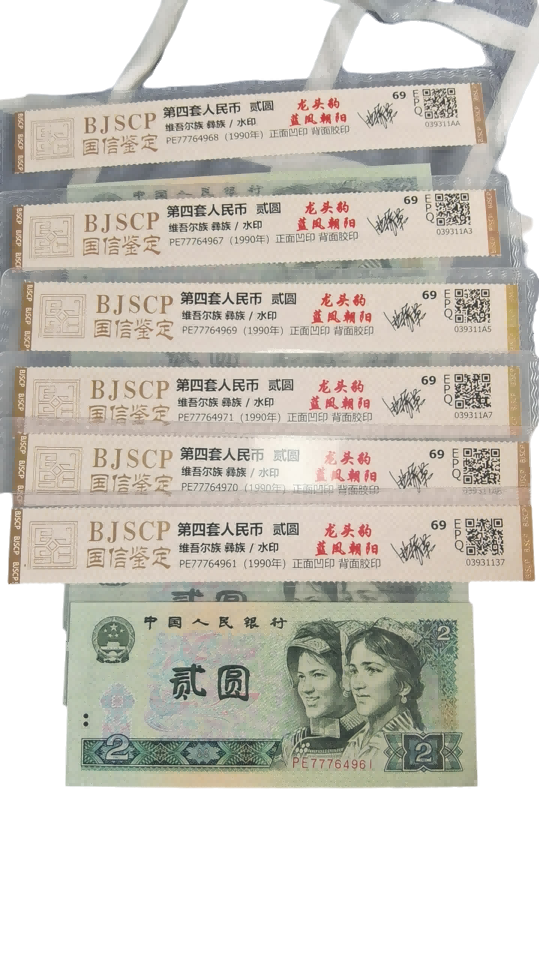 BJSCP
国信鉴定
第四套人民币 贰圆
维吾尔族 彝族 / 水印
PE77764968（1990年）正面凹印 背面胶印
龙头豹
蓝凤朝阳
69
EPQ
039311AA
中国人民银行
BJSCP
国信鉴定
第四套人民币 贰圆
维吾尔族 彝族 / 水印
PE77764967（1990年）正面凹印 背面胶印
龙头豹
蓝凤朝阳
69
EPQ
039311A3
BJSCP
国信鉴定
第四套人民币 贰圆
维吾尔族 彝族 / 水印
PE77764969（1990年）正面凹印 背面胶印
龙头豹
蓝凤朝阳
69
EPQ
039311A5
BJSCP
国信鉴定
第四套人民币 贰圆
维吾尔族 彝族 / 水印
PE77764971（1990年）正面凹印 背面胶印
龙头豹
蓝凤朝阳
69
EPQ
039311A7
BJSCP
国信鉴定
第四套人民币 贰圆
维吾尔族 彝族 / 水印
PE77764970（1990年）正面凹印 背面胶印
龙头豹
蓝凤朝阳
69
EPQ
BJSCP
国信鉴定
第四套人民币 贰圆
维吾尔族 彝族 / 水印
PE77764961（1990年）正面凹印 背面胶印
龙头豹
蓝凤朝阳
69
EPQ
03931137
贰圆
中国人民银行
2
贰圆
2
2
PE77764961